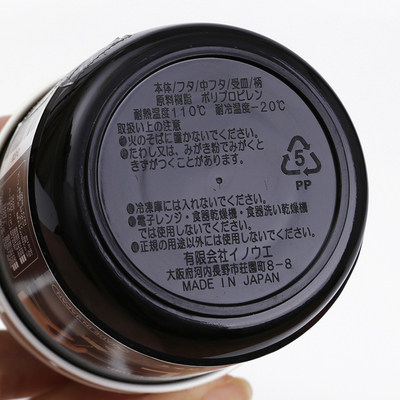 本体/フタ/中フタ/受皿/柄
原料樹脂 ポリプロピレン
耐熱温度110℃ 耐冷温度-20℃
取扱い上の注意
●火のそばに置かないでください。
●たわし又は、みがき粉でみがくと
きずがつくことがあります。
5
PP
●冷凍庫には入れないでください。
●電子レンジ・食器乾燥機・食器洗い乾燥機
では使用しないでください。
●正規の用途以外には使用しないでください。
有限会社イノウエ
大阪府河内長野市荘園町8-8
MADE IN JAPAN